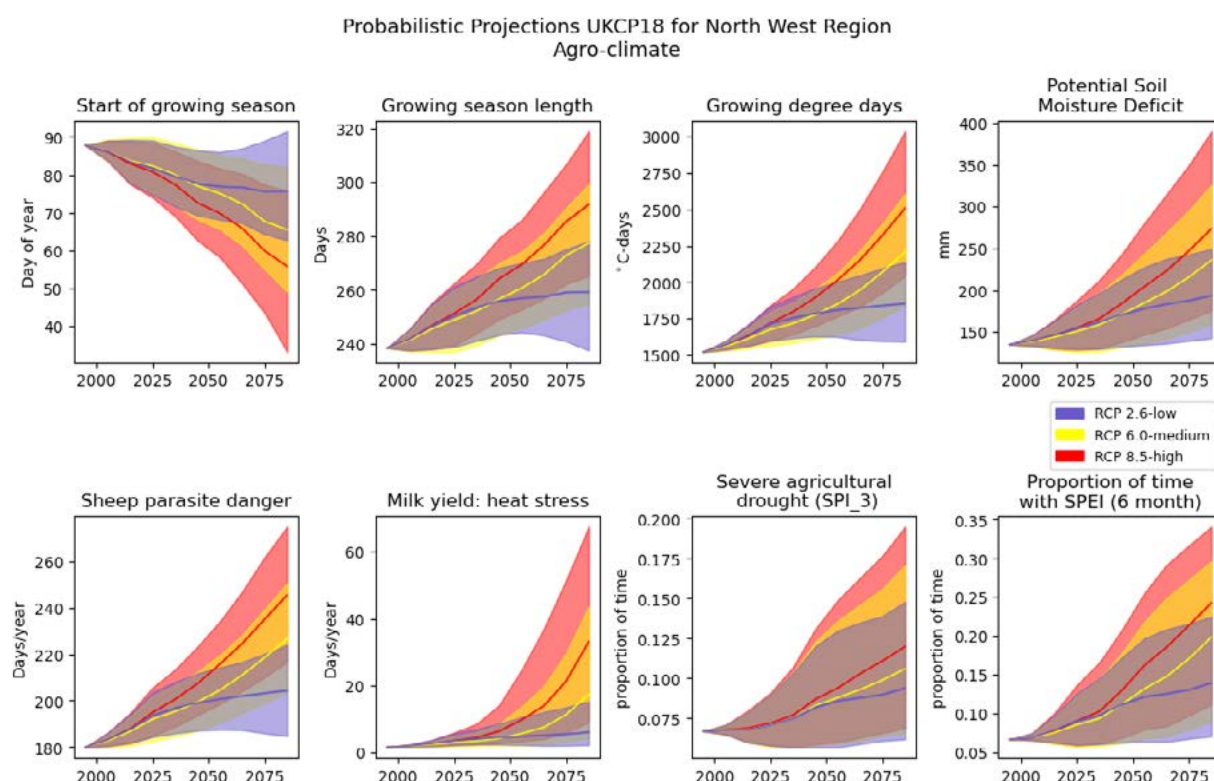 Probabilistic Projections UKCP18 for North West Region
Agro-climate
Start of growing season
Growing season length
Growing degree days
Potential Soil
Moisture Deficit
Day of year
90
80
70
60
50
40
2000 2025 2050 2075
Days
320
300
280
260
240
2000 2025 2050 2075
°C-days
3000
2750
2500
2250
2000
1750
1500
2000 2025 2050 2075
mm
400
350
300
250
200
150
2000 2025 2050 2075
RCP 2.6-low
RCP 6.0-medium
RCP 8.5-high
Sheep parasite danger
Milk yield: heat stress
Severe agricultural
drought (SPI_3)
Proportion of time
with SPEI (6 month)
Days/year
260
240
220
200
180
2000 2025 2050 2075
Days/year
60
40
20
0
2000 2025 2050 2075
proportion of time
0.200
0.175
0.150
0.125
0.100
0.075
2000 2025 2050 2075
proportion of time
0.35
0.30
0.25
0.20
0.15
0.10
0.05
2000 2025 2050 2075